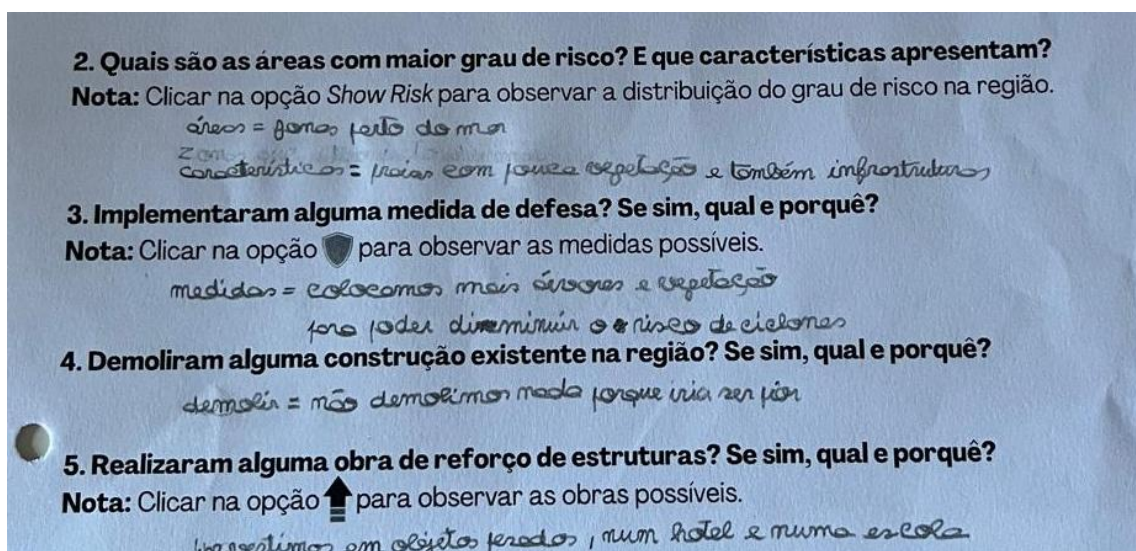 2. Quais são as áreas com maior grau de risco? E que características apresentam?
Nota: Clicar na opção Show Risk para observar a distribuição do grau de risco na região.
áreas = zonas perto do mar
características = praias com pouca vegetação e também infrostruturas
3. Implementaram alguma medida de defesa? Se sim, qual e porquê?
Nota: Clicar na opção para observar as medidas possíveis.
medidas = colocamos mais árvores e vegetação
para poder diminuir o risco de ciclones
4. Demoliram alguma construção existente na região? Se sim, qual e porquê?
demolir = não demolimos nada porque iria ser pior
5. Realizaram alguma obra de reforço de estruturas? Se sim, qual e porquê?
Nota: Clicar na opção para observar as obras possíveis.
em objetos pesados, num hotel e numa escola